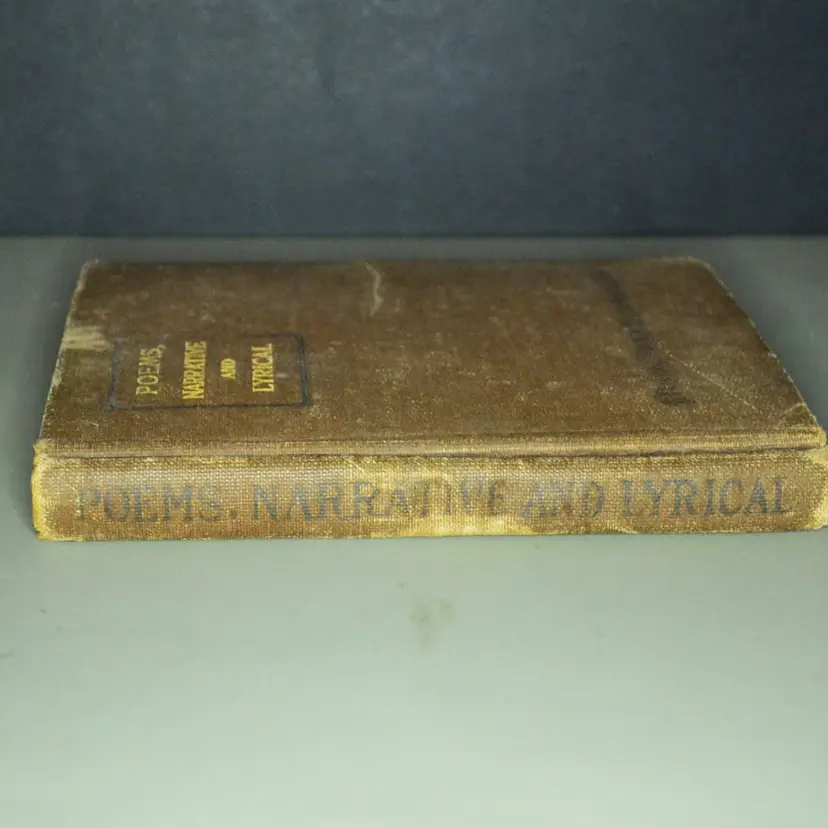 POEMS,
NARRATIVE
AND
LYRICAL
POEMS, NARRATIVE AND LYRICAL